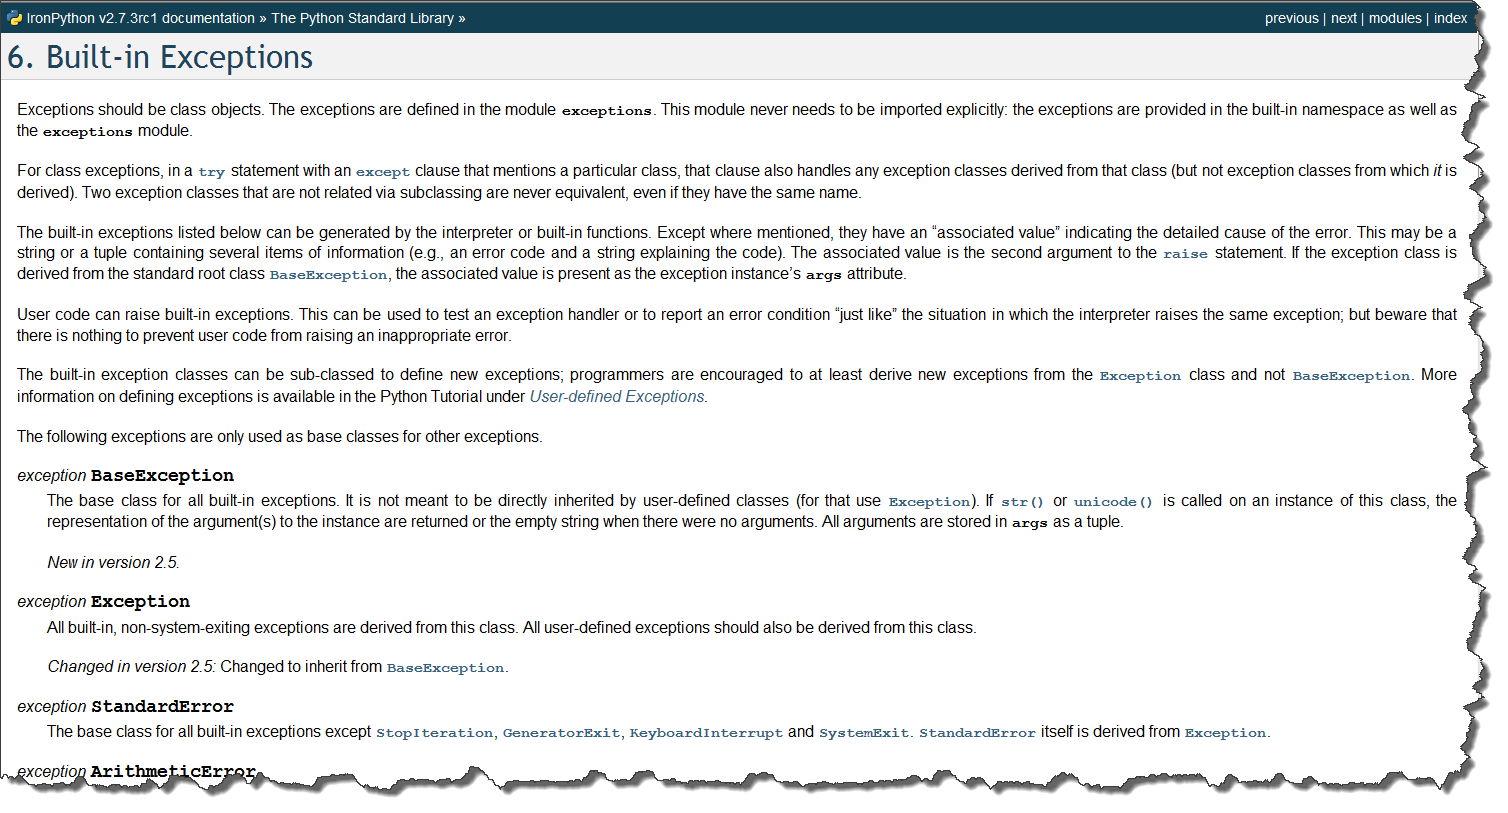 IronPython v2.7.3rc1 documentation » The Python Standard Library » previous | next | modules | index
6. Built-in Exceptions
Exceptions should be class objects. The exceptions are defined in the module exceptions. This module never needs to be imported explicitly: the exceptions are provided in the built-in namespace as well as
the exceptions module.
For class exceptions, in a try statement with an except clause that mentions a particular class, that clause also handles any exception classes derived from that class (but not exception classes from which it is
derived). Two exception classes that are not related via subclassing are never equivalent, even if they have the same name.
The built-in exceptions listed below can be generated by the interpreter or built-in functions. Except where mentioned, they have an “associated value” indicating the detailed cause of the error. This may be a
string or a tuple containing several items of information (e.g., an error code and a string explaining the code). The associated value is the second argument to the raise statement. If the exception class is
derived from the standard root class BaseException, the associated value is present as the exception instance’s args attribute.
User code can raise built-in exceptions. This can be used to test an exception handler or to report an error condition “just like” the situation in which the interpreter raises the same exception; but beware that
there is nothing to prevent user code from raising an inappropriate error.
The built-in exception classes can be sub-classed to define new exceptions; programmers are encouraged to at least derive new exceptions from the Exception class and not BaseException. More
information on defining exceptions is available in the Python Tutorial under User-defined Exceptions.
The following exceptions are only used as base classes for other exceptions.
exception BaseException
The base class for all built-in exceptions. It is not meant to be directly inherited by user-defined classes (for that use Exception). If str() or unicode() is called on an instance of this class, the
representation of the argument(s) to the instance are returned or the empty string when there were no arguments. All arguments are stored in args as a tuple.
New in version 2.5.
exception Exception
All built-in, non-system-exiting exceptions are derived from this class. All user-defined exceptions should also be derived from this class.
Changed in version 2.5: Changed to inherit from BaseException.
exception StandardError
The base class for all built-in exceptions except StopIteration, GeneratorExit, KeyboardInterrupt and SystemExit. StandardError itself is derived from Exception.
exception ArithmeticError